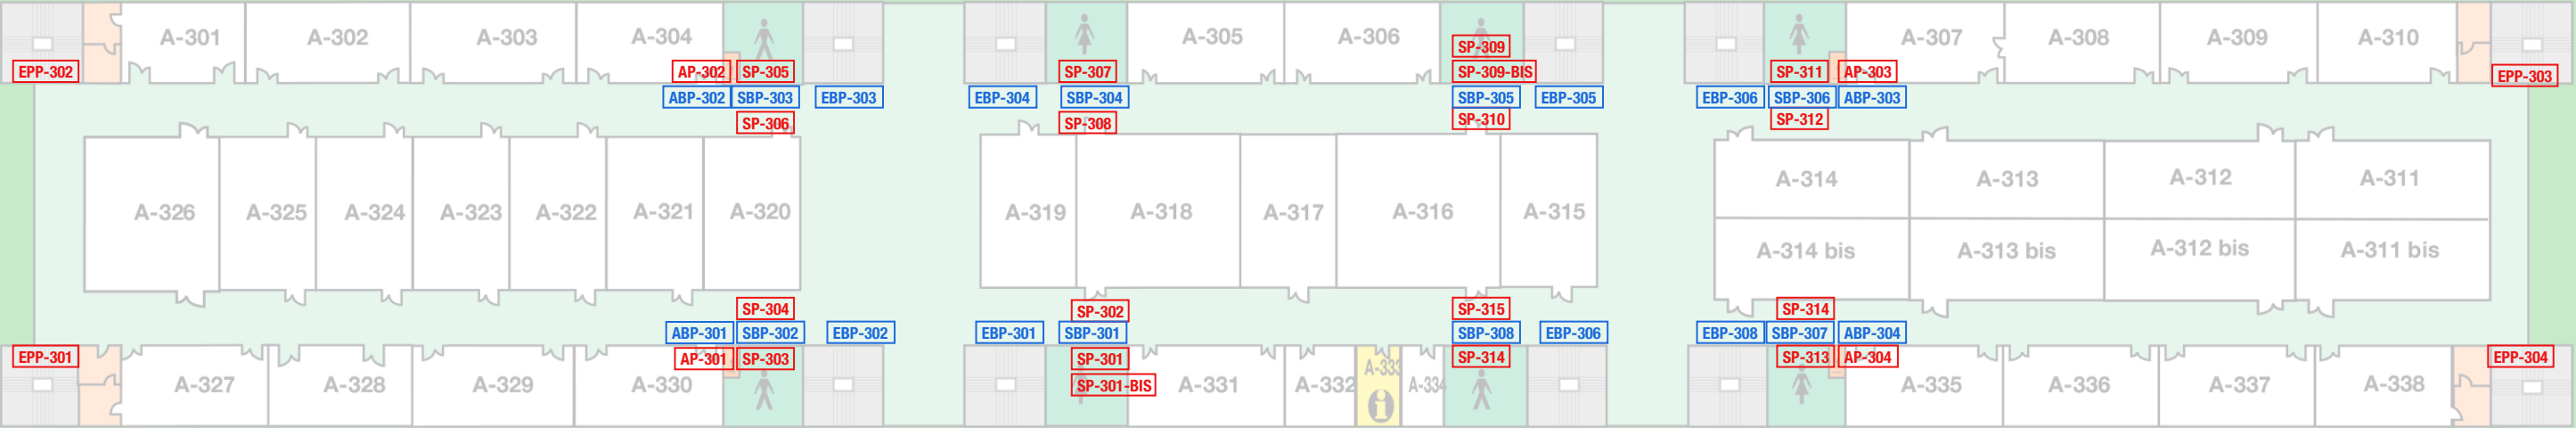 A-301 A-302 A-303 A-304 A-305 A-306 SP-309 A-307 A-308 A-309 A-310
EPP-302 AP-302 SP-305 SP-307 SP-309-BIS SP-311 AP-303 EPP-303
ABP-302 SBP-303 EBP-303 EBP-304 SBP-304 SBP-305 EBP-305 EBP-306 SBP-306 ABP-303
SP-306 SP-308 SP-310 SP-312
A-314 A-313 A-312 A-311
A-326 A-325 A-324 A-323 A-322 A-321 A-320 A-319 A-318 A-317 A-316 A-315
A-314 bis A-313 bis A-312 bis A-311 bis
SP-304 SP-302 SP-315 SP-314
ABP-301 SBP-302 EBP-302 EBP-301 SBP-301 SBP-308 EBP-306 EBP-308 SBP-307 ABP-304
EPP-301 AP-301 SP-303 SP-301 SP-314 SP-313 AP-304 EPP-304
A-327 A-328 A-329 A-330 SP-301-BIS A-331 A-332 A-333 A-334 A-335 A-336 A-337 A-338